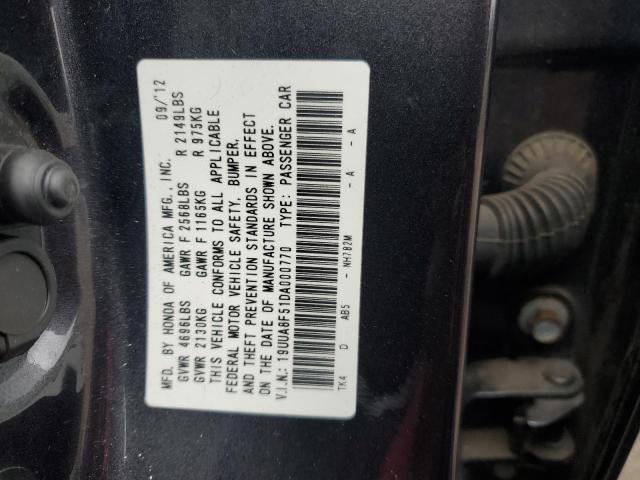 MFD. BY HONDA OF AMERICA MFG., INC. 09/'12
GVWR 4696LBS GAWR F 2568LBS R 2149LBS
GVWR 2130KG GAWR F 1165KG R 975KG
THIS VEHICLE CONFORMS TO ALL APPLICABLE
FEDERAL MOTOR VEHICLE SAFETY, BUMPER,
AND THEFT PREVENTION STANDARDS IN EFFECT
ON THE DATE OF MANUFACTURE SHOWN ABOVE.
V.I.N.: 19UUA8F51DA000770 TYPE: PASSENGER CAR
TK4 D AB5 - NH782M - A - A